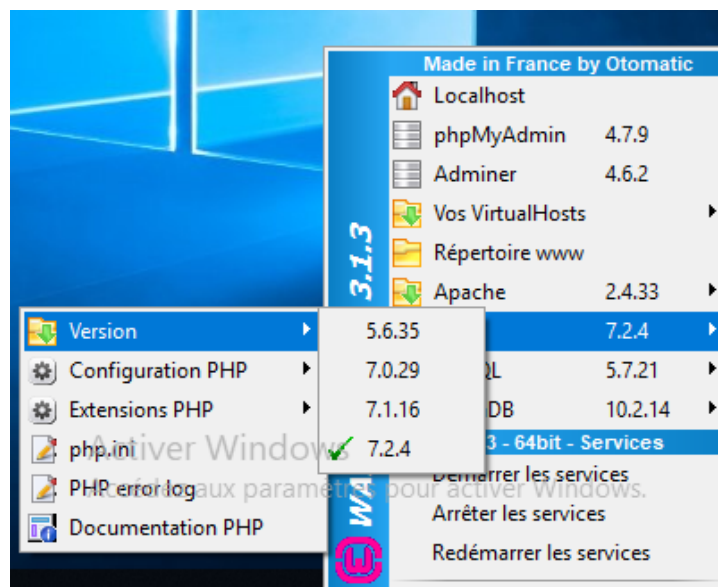 Made in France by Otomatic
Localhost
phpMyAdmin 4.7.9
Adminer 4.6.2
Vos VirtualHosts
Répertoire www
Apache 2.4.33
7.2.4
QL 5.7.21
DB 10.2.14
3 - 64bit - Services
Démarrer les services
Arrêter les services
Redémarrer les services
3.1.3
WA
Version
Configuration PHP
Extensions PHP
php.ini
PHP error log
Documentation PHP
5.6.35
7.0.29
7.1.16
7.2.4
Activer Windows
aux paramètres pour activer Windows.